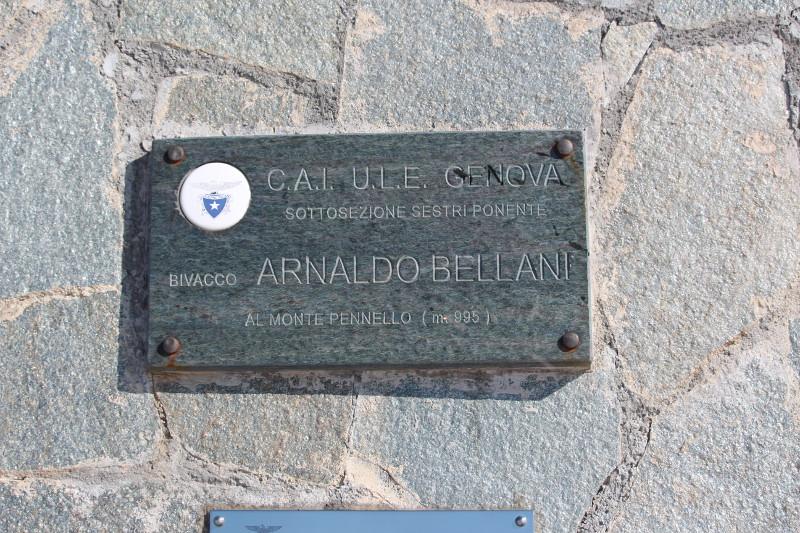 C.A.I. U.L.E. GENOVA
SOTTOSEZIONE SESTRI PONENTE
BIVACCO ARNALDO BELLANI
AL MONTE PENNELLO ( m. 995 )